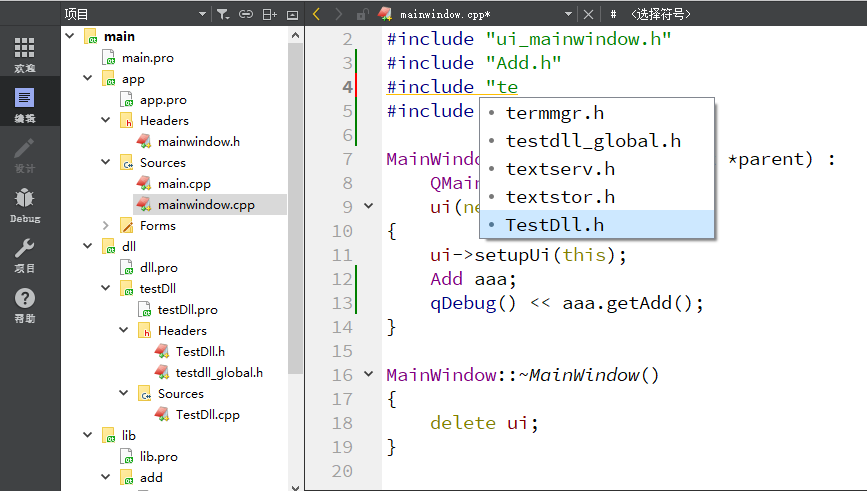 项目
mainwindow.cpp*
# <选择符号>
欢迎
编辑
设计
Debug
项目
帮助
main
main.pro
app
app.pro
Headers
mainwindow.h
Sources
main.cpp
mainwindow.cpp
Forms
dll
dll.pro
testDll
testDll.pro
Headers
TestDll.h
testdll_global.h
Sources
TestDll.cpp
lib
lib.pro
add
2 #include "ui_mainwindow.h"
3 #include "Add.h"
4 #include "te
5 #include
6
7 MainWindo *parent) :
8 QMain
9 ui(ne
10 {
11 ui->setupUi(this);
12 Add aaa;
13 qDebug() << aaa.getAdd();
14 }
15
16 MainWindow::~MainWindow()
17 {
18 delete ui;
19 }
20
termmgr.h
testdll_global.h
textserv.h
textstor.h
TestDll.h